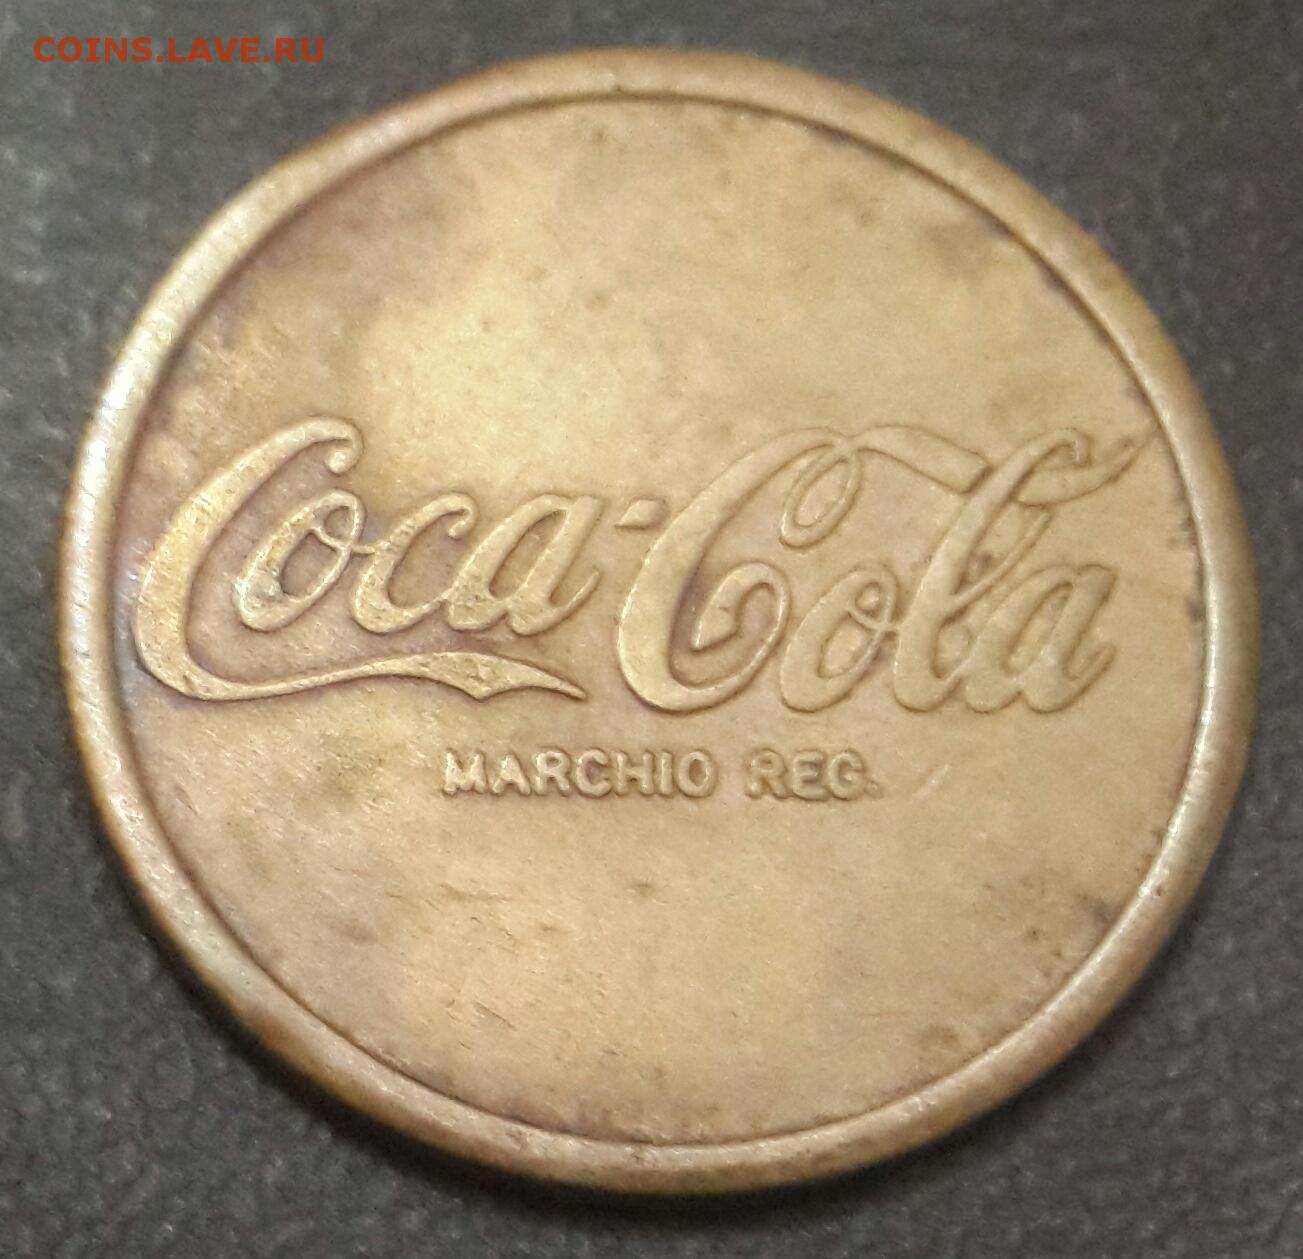 COINS.LAVE.RU
Coca-Cola
MARCHIO REG.